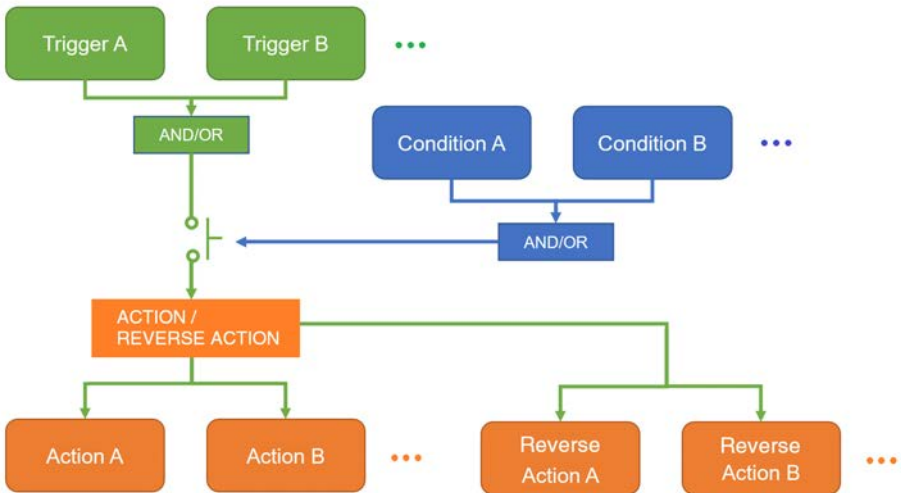 Trigger A
Trigger B
AND/OR
Condition A
Condition B
AND/OR
ACTION /
REVERSE ACTION
Action A
Action B
Reverse
Action A
Reverse
Action B